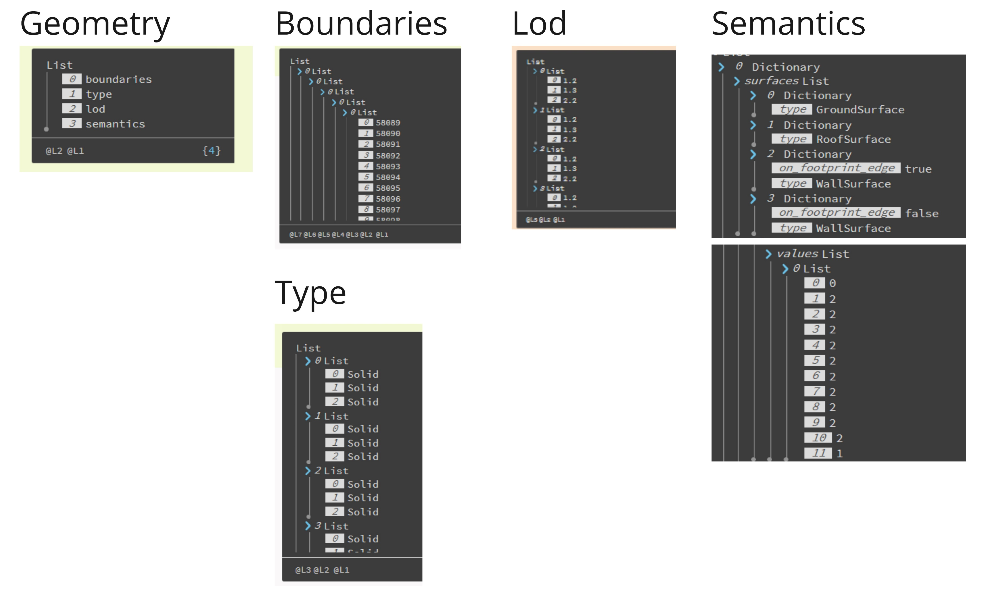 Geometry
List
0 boundaries
1 type
2 lod
3 semantics
@L2 @L1 {4}
Boundaries
List
0 List
0 List
0 List
0 List
0 List
0 58089
1 58090
2 58091
3 58092
4 58093
5 58094
6 58095
7 58096
8 58097
9 58098
@L7 @L6 @L5 @L4 @L3 @L2 @L1
Type
List
0 List
0 Solid
1 Solid
2 Solid
1 List
0 Solid
1 Solid
2 Solid
2 List
0 Solid
1 Solid
2 Solid
3 List
0 Solid
1 Solid
@L3 @L2 @L1
Lod
List
0 List
0 1.2
1 1.3
2 2.2
1 List
0 1.2
1 1.3
2 2.2
2 List
0 1.2
1 1.3
2 2.2
3 List
0 1.2
@L3 @L2 @L1
Semantics
List
0 Dictionary
surfaces List
0 Dictionary
type GroundSurface
1 Dictionary
type RoofSurface
2 Dictionary
on_footprint_edge true
type WallSurface
3 Dictionary
on_footprint_edge false
type WallSurface
values List
0 List
0 0
1 2
2 2
3 2
4 2
5 2
6 2
7 2
8 2
9 2
10 2
11 1